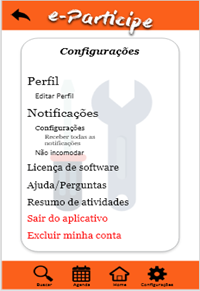 e-Participe
Configurações
Perfil
Editar Perfil
Notificações
Configurações
Receber todas as
notificações
Não incomodar
Licença de software
Ajuda/Perguntas
Resumo de atividades
Sair do aplicativo
Excluir minha conta
Buscar Agenda Home Configurações